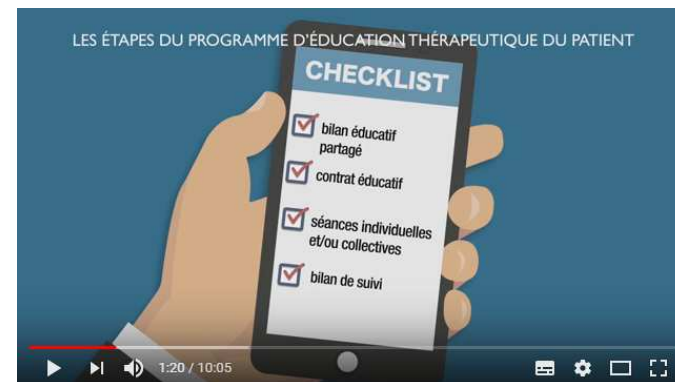 LES ÉTAPES DU PROGRAMME D'ÉDUCATION THÉRAPEUTIQUE DU PATIENT
CHECKLIST
bilan éducatif
partagé
contrat éducatif
séances individuelles
et/ou collectives
bilan de suivi
1:20 / 10:05